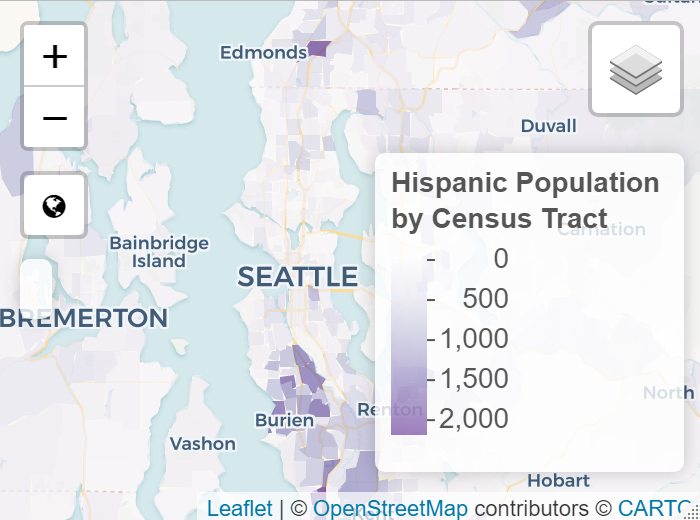 Edmonds
Duvall
Hispanic Population
by Census Tract
Carnation
Bainbridge
Island
0
SEATTLE
500
BREMERTON
1,000
1,500
North
Renton
2,000
Burien
Vashon
Hobart
Leaflet | © OpenStreetMap contributors © CARTO
Kent